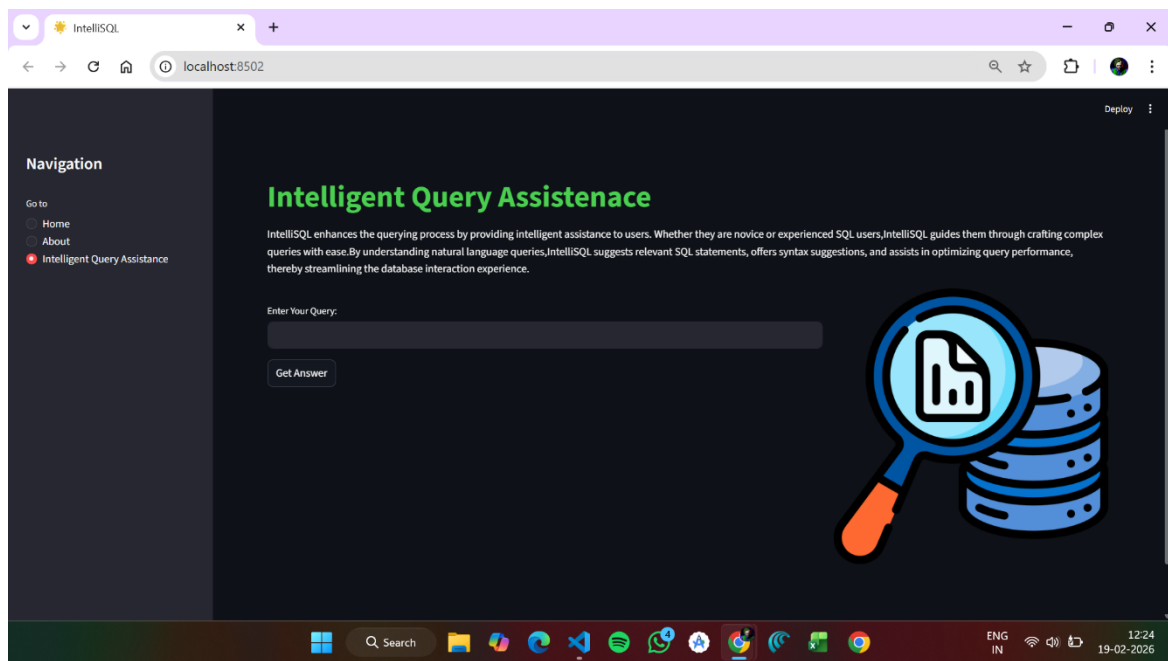 IntelliSQL
localhost:8502
Deploy
Navigation
Go to
Home
About
Intelligent Query Assistance
Intelligent Query Assistenace
IntelliSQL enhances the querying process by providing intelligent assistance to users. Whether they are novice or experienced SQL users,IntelliSQL guides them through crafting complex
queries with ease.By understanding natural language queries,IntelliSQL suggests relevant SQL statements, offers syntax suggestions, and assists in optimizing query performance,
thereby streamlining the database interaction experience.
Enter Your Query:
Get Answer
Search
4
ENG
IN
12:24
19-02-2026